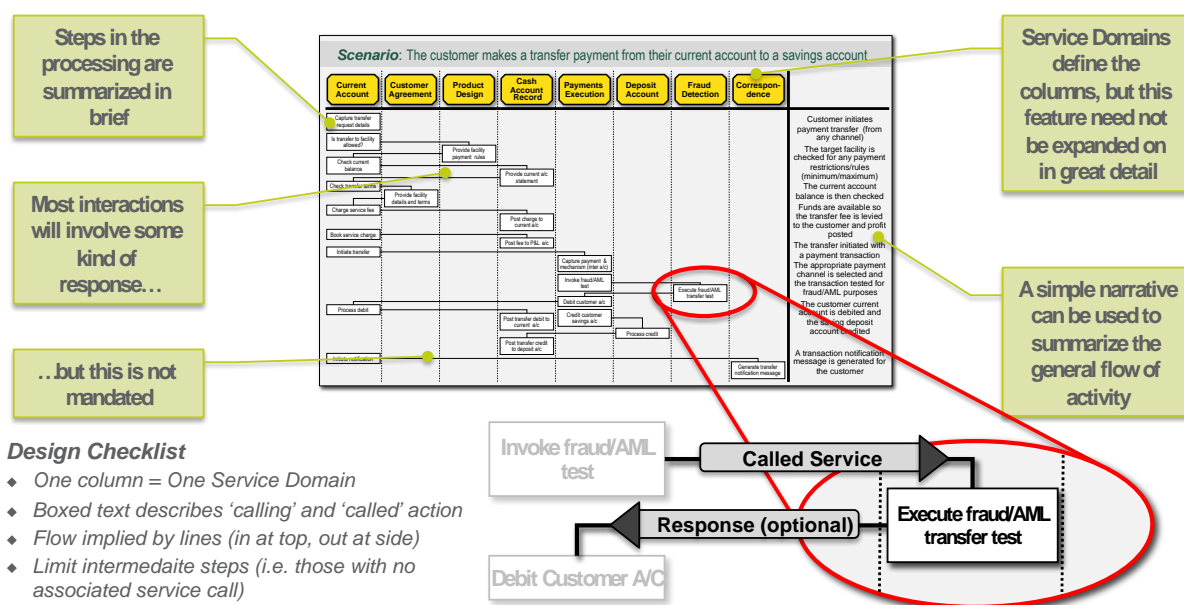 Steps in the
processing are
summarized in
brief
Most interactions
will involve some
kind of
response…
…but this is not
mandated
Scenario: The customer makes a transfer payment from their current account to a savings account
Current
Account
Customer
Agreement
Product
Design
Cash
Account
Record
Payments
Execution
Deposit
Account
Fraud
Detection
Correspon-
dence
Capture transfer
request details
Is transfer to facility
allowed?
Provide facility
payment rules
Check current
balance
Provide current a/c
statement
Check transfer terms
Provide facility
details and terms
Charge service fee
Post charge to
current a/c
Book service charge
Post fee to P&L a/c
Initiate transfer
Capture payment &
mechanism (inter a/c)
Invoke fraud/AML
test
Execute fraud/AML
transfer test
Debit customer a/c
Process debit
Post transfer debit to
current a/c
Credit customer
savings a/c
Process credit
Post transfer credit
to deposit a/c
Initiate notification
Generate transfer
notification message
Customer initiates
payment transfer (from
any channel)
The target facility is
checked for any payment
restrictions/rules
(minimum/maximum)
The current account
balance is then checked
Funds are available so
the transfer fee is levied
to the customer and profit
posted
The transfer initiated with
a payment transaction
The appropriate payment
channel is selected and
the transaction tested for
fraud/AML purposes
The customer current
account is debited and
the saving deposit
account credited
A transaction notification
message is generated for
the customer
Service Domains
define the
columns, but this
feature need not
be expanded on
in great detail
A simple narrative
can be used to
summarize the
general flow of
activity
Design Checklist
◆ One column = One Service Domain
◆ Boxed text describes ‘calling’ and ‘called’ action
◆ Flow implied by lines (in at top, out at side)
◆ Limit intermedaite steps (i.e. those with no
associated service call)
Invoke fraud/AML
test
Called Service
Execute fraud/AML
transfer test
Response (optional)
Debit Customer A/C